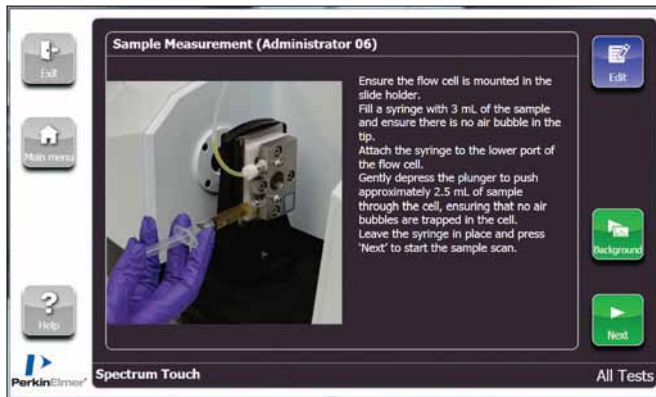 Sample Measurement (Administrator 06)
Exit
Main menu
Help
Ensure the flow cell is mounted in the
slide holder.
Fill a syringe with 3 mL of the sample
and ensure there is no air bubble in the
tip.
Attach the syringe to the lower port of
the flow cell.
Gently depress the plunger to push
approximately 2.5 mL of sample
through the cell, ensuring that no air
bubbles are trapped in the cell.
Leave the syringe in place and press
'Next' to start the sample scan.
Edit
Background
Next
PerkinElmer
Spectrum Touch
All Tests